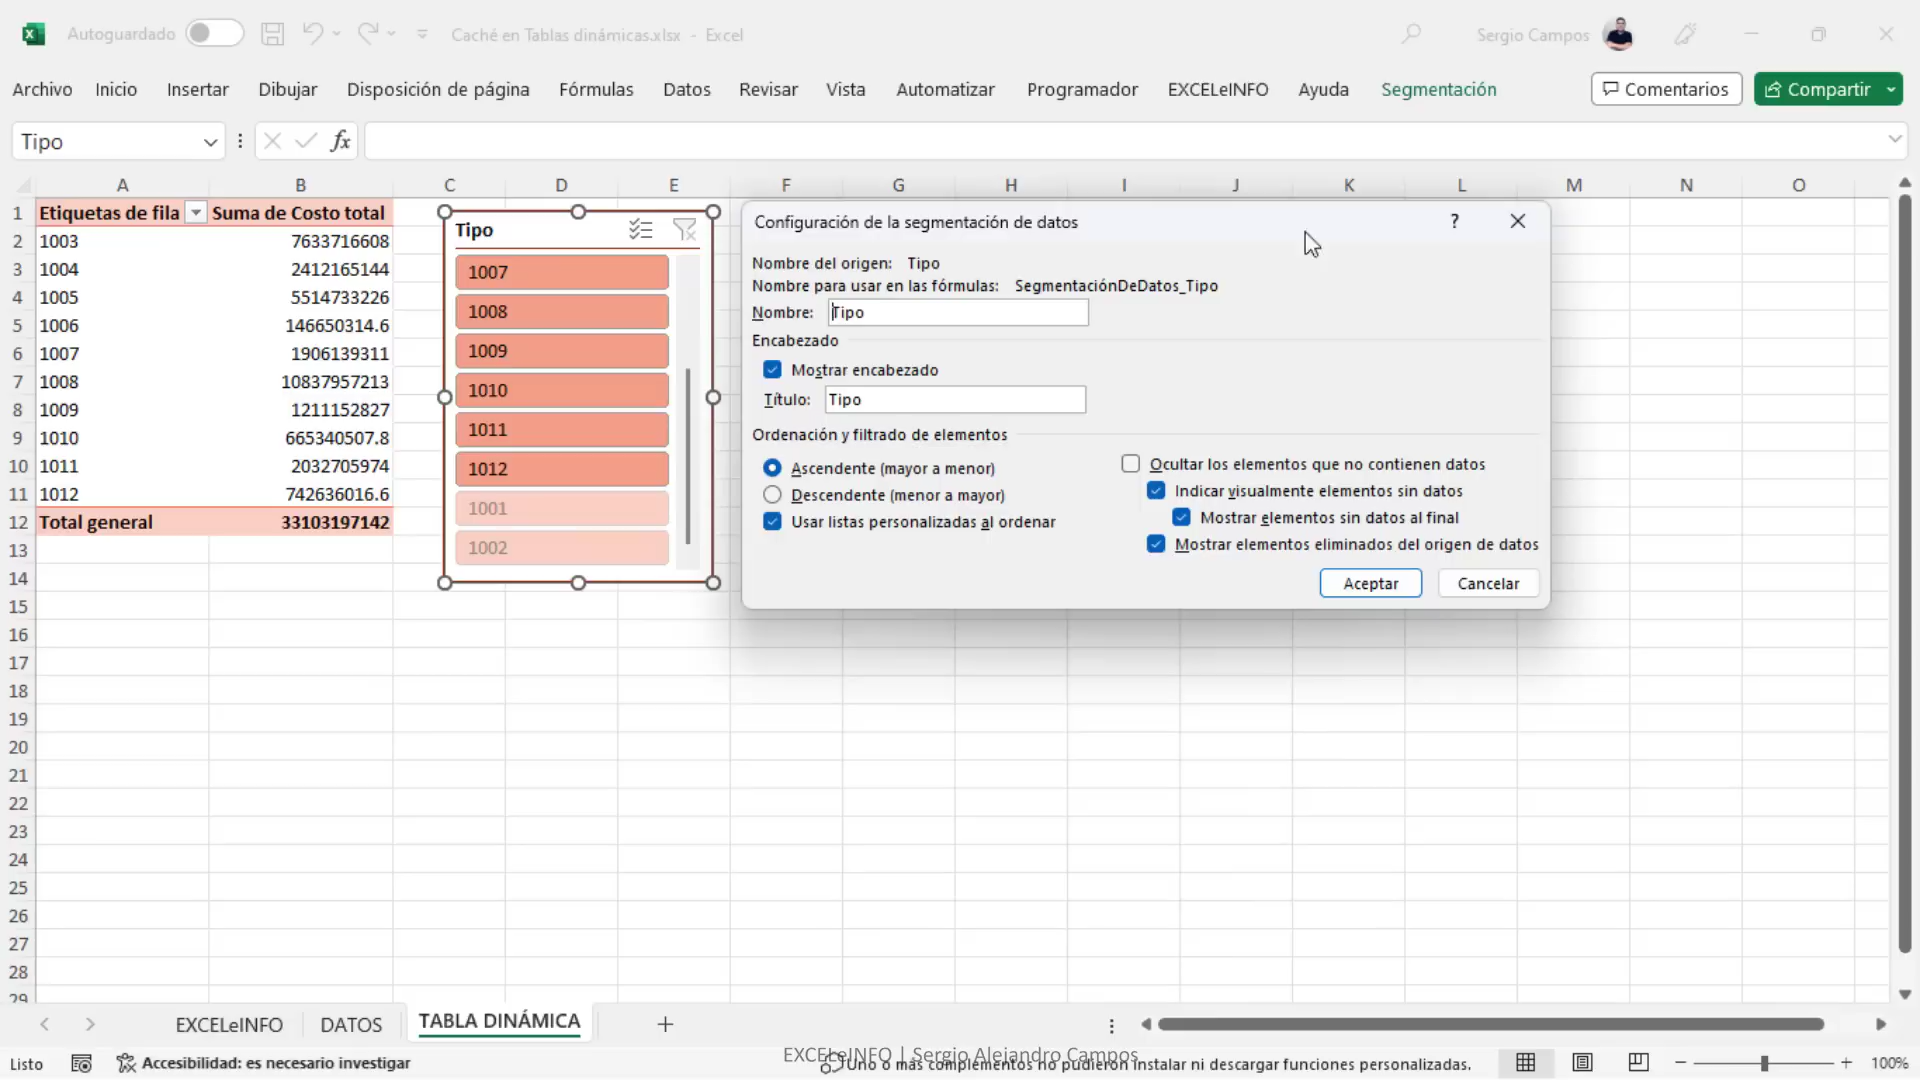 Autoguardado
Caché en Tablas dinámicas.xlsx - Excel
Sergio Campos
Archivo Inicio Insertar Dibujar Disposición de página Fórmulas Datos Revisar Vista Automatizar Programador EXCELeINFO Ayuda Segmentación
Comentarios
Compartir
Tipo
fx
A B C D E F G H I J K L M N O
1 Etiquetas de fila Suma de Costo total
2 1003 7633716608
3 1004 2412165144
4 1005 5514733226
5 1006 146650314.6
6 1007 1906139311
7 1008 10837957213
8 1009 1211152827
9 1010 665340507.8
10 1011 2032705974
11 1012 742636016.6
12 Total general 33103197142
13
14
15
16
17
18
19
20
21
22
23
24
25
26
27
28
29
Tipo
1007
1008
1009
1010
1011
1012
1001
1002
Configuración de la segmentación de datos
?
Nombre del origen: Tipo
Nombre para usar en las fórmulas: SegmentaciónDeDatos_Tipo
Nombre: Tipo
Encabezado
Mostrar encabezado
Título: Tipo
Ordenación y filtrado de elementos
Ascendente (mayor a menor)
Descendente (menor a mayor)
Usar listas personalizadas al ordenar
Ocultar los elementos que no contienen datos
Indicar visualmente elementos sin datos
Mostrar elementos sin datos al final
Mostrar elementos eliminados del origen de datos
Aceptar
Cancelar
EXCELeINFO DATOS TABLA DINÁMICA
Listo
Accesibilidad: es necesario investigar
EXCELeINFO | Sergio Alejandro Campos
Uno o más complementos no pudieron instalar ni descargar funciones personalizadas.
100%